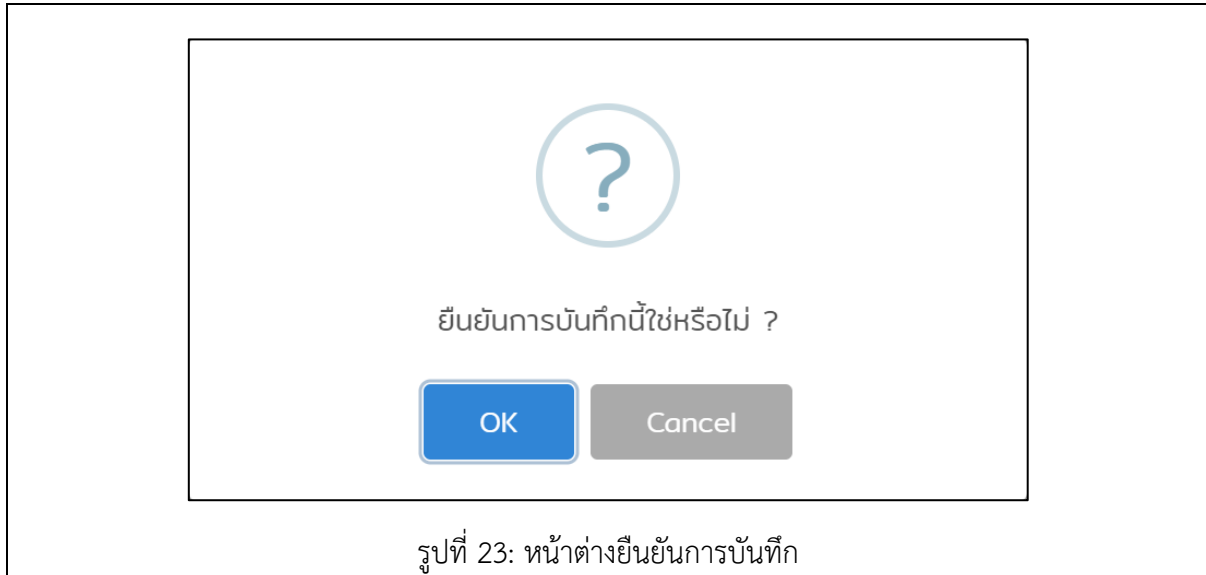 ?
ยืนยันการบันทึกนี้ใช่หรือไม่ ?
OK Cancel
รูปที่ 23: หน้าต่างยืนยันการบันทึก